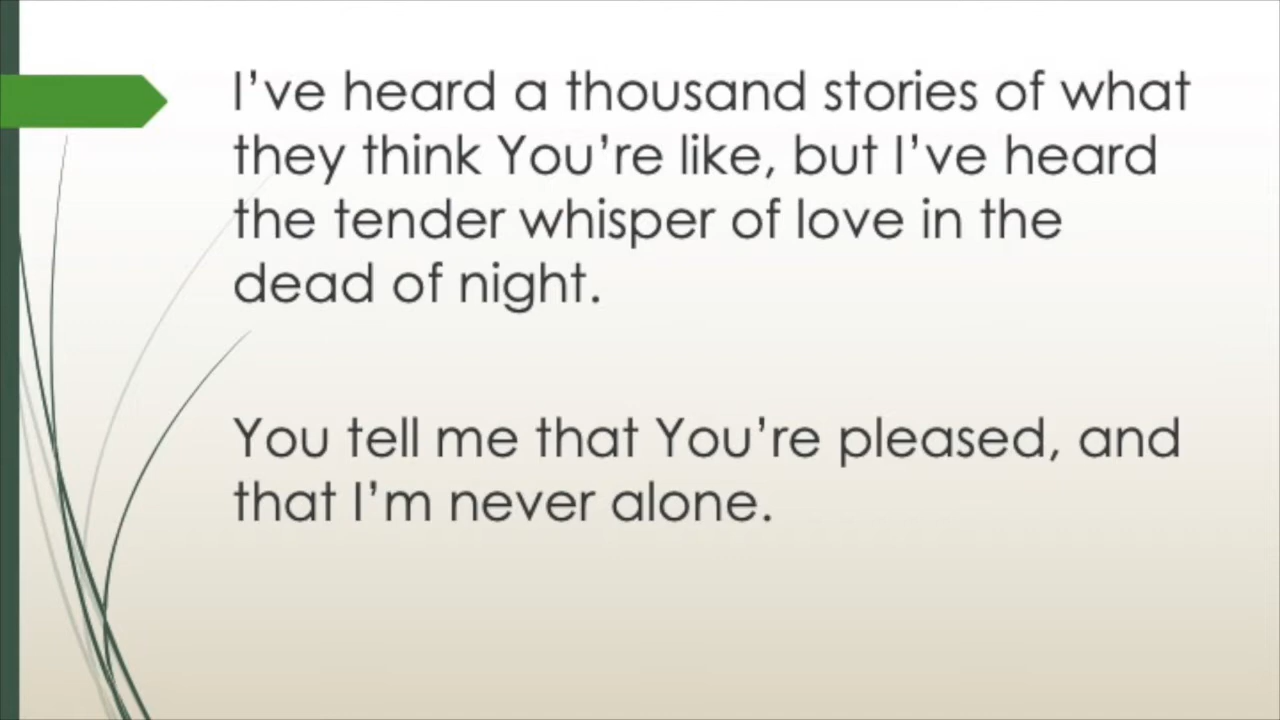 I've heard a thousand stories of what
they think You're like, but I've heard
the tender whisper of love in the
dead of night.
You tell me that You're pleased, and
that I'm never alone.